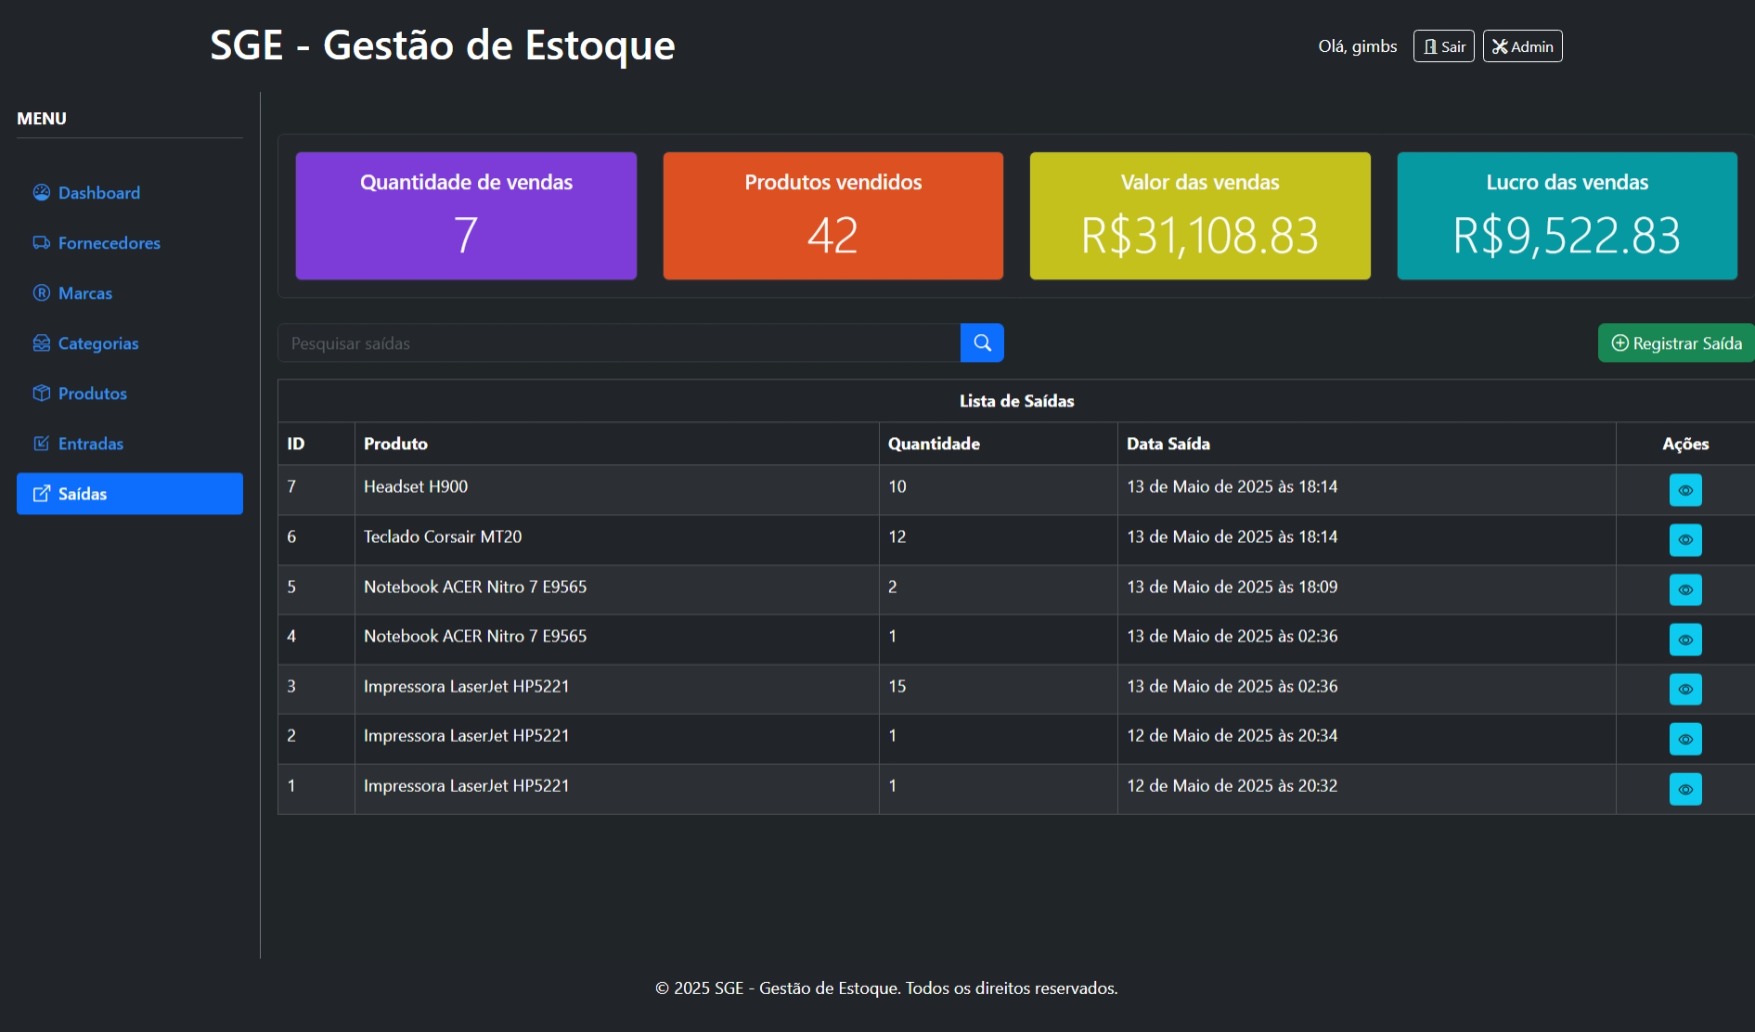 SGE - Gestão de Estoque
Olá, gimbs
Sair
Admin
MENU
Dashboard
Fornecedores
Marcas
Categorias
Produtos
Entradas
Saídas
Quantidade de vendas
7
Produtos vendidos
42
Valor das vendas
R$31,108.83
Lucro das vendas
R$9,522.83
Pesquisar saídas
Registrar Saída
Lista de Saídas
ID Produto Quantidade Data Saída Ações
7 Headset H900 10 13 de Maio de 2025 às 18:14
6 Teclado Corsair MT20 12 13 de Maio de 2025 às 18:14
5 Notebook ACER Nitro 7 E9565 2 13 de Maio de 2025 às 18:09
4 Notebook ACER Nitro 7 E9565 1 13 de Maio de 2025 às 02:36
3 Impressora LaserJet HP5221 15 13 de Maio de 2025 às 02:36
2 Impressora LaserJet HP5221 1 12 de Maio de 2025 às 20:34
1 Impressora LaserJet HP5221 1 12 de Maio de 2025 às 20:32
© 2025 SGE - Gestão de Estoque. Todos os direitos reservados.